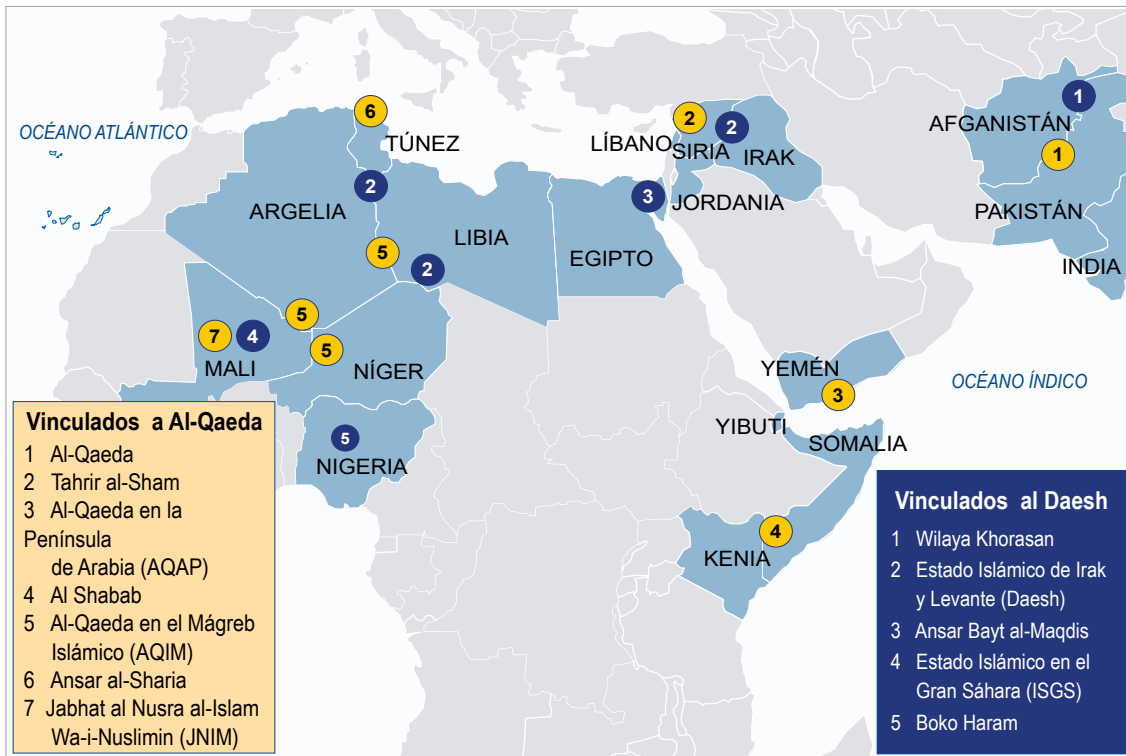 OCÉANO ATLÁNTICO
6
TÚNEZ
2
ARGELIA
5
LIBIA
2
3
EGIPTO
LÍBANO
2
SIRIA
2
IRAK
JORDANIA
1
AFGANISTÁN
1
PAKISTÁN
INDIA
7
4
MALI
5
5
NÍGER
5
NIGERIA
YEMÉN
3
OCÉANO ÍNDICO
YIBUTI
SOMALIA
4
KENIA
Vinculados a Al-Qaeda
1 Al-Qaeda
2 Tahrir al-Sham
3 Al-Qaeda en la
Península
de Arabia (AQAP)
4 Al Shabab
5 Al-Qaeda en el Mágreb
Islámico (AQIM)
6 Ansar al-Sharia
7 Jabhat al Nusra al-Islam
Wa-i-Nuslimin (JNIM)
Vinculados al Daesh
1 Wilaya Khorasan
2 Estado Islámico de Irak
y Levante (Daesh)
3 Ansar Bayt al-Maqdis
4 Estado Islámico en el
Gran Sáhara (ISGS)
5 Boko Haram